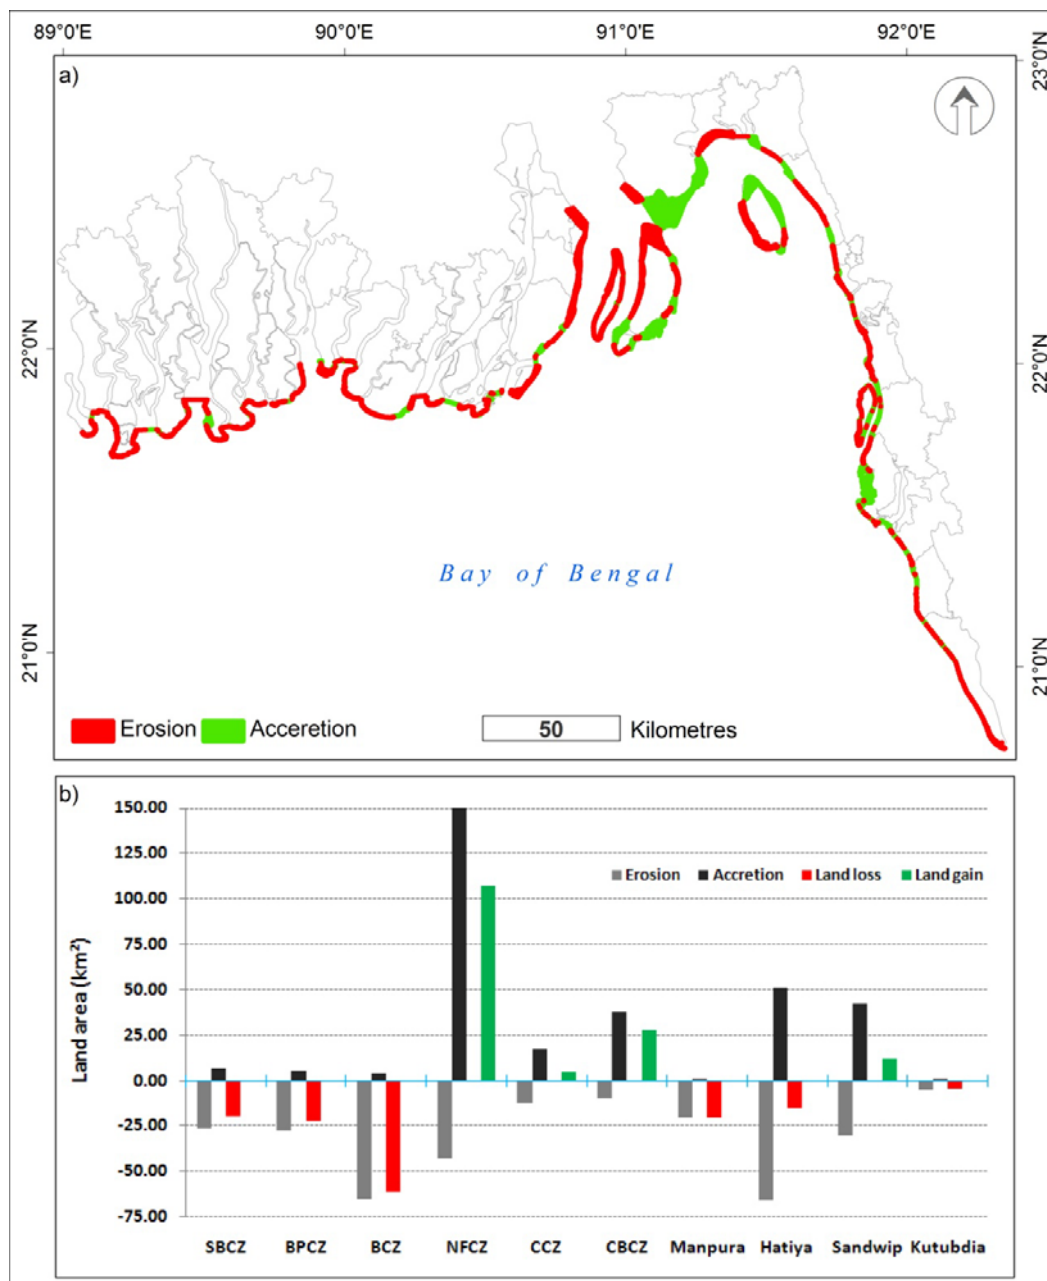 89°0'E 90°0'E 91°0'E 92°0'E
a)
23°0'N
22°0'N
22°0'N
Bay of Bengal
21°0'N
21°0'N
Erosion Acceretion 50 Kilometres
b)
150.00
125.00
Erosion Accretion Land loss Land gain
100.00
75.00
50.00
25.00
0.00
-25.00
-50.00
-75.00
Land area (km²)
SBCZ BPCZ BCZ NFCZ CCZ CBCZ Manpura Hatiya Sandwip Kutubdia